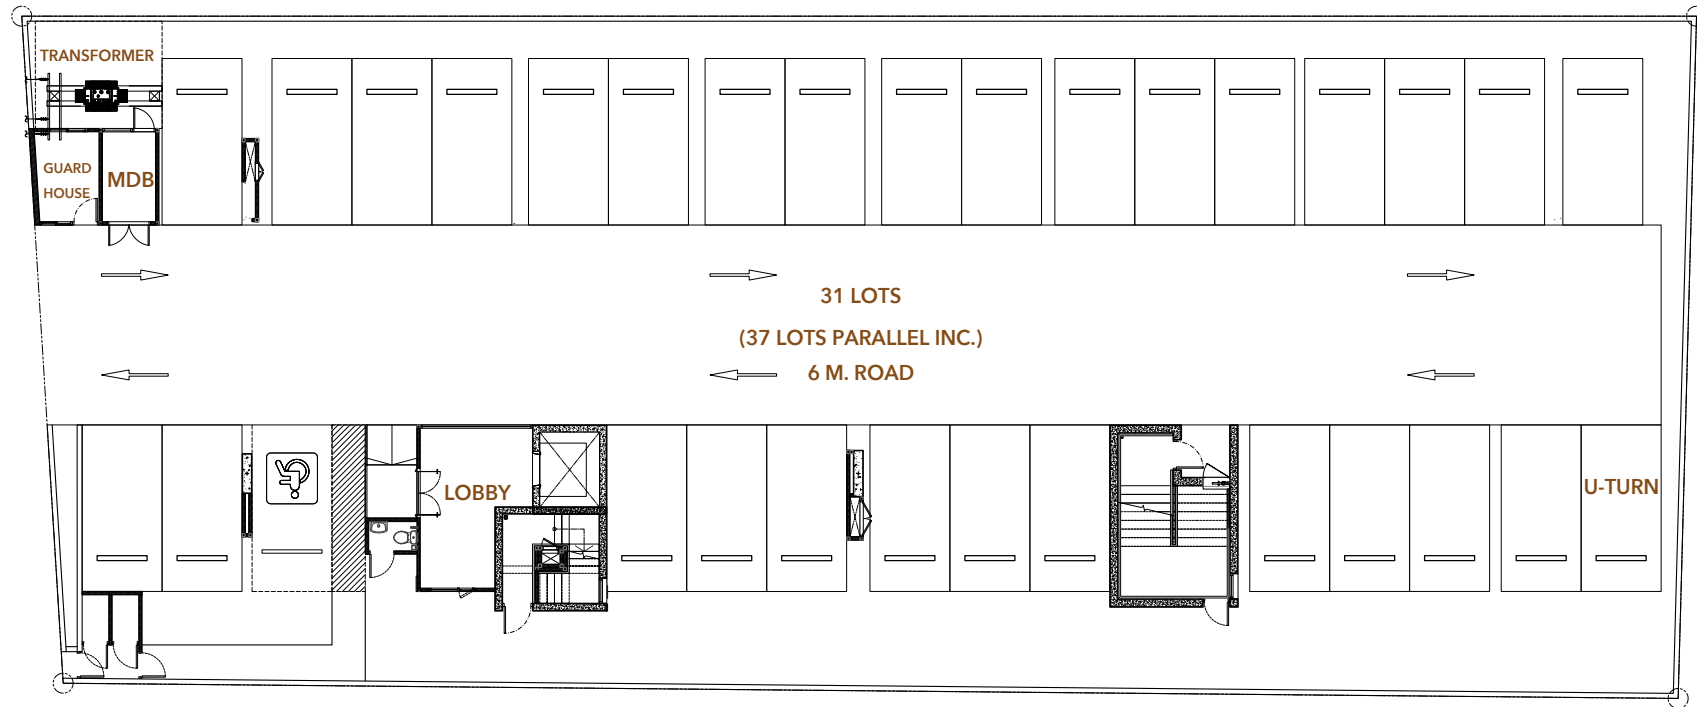 TRANSFORMER
GUARD
HOUSE
MDB
31 LOTS
(37 LOTS PARALLEL INC.)
6 M. ROAD
LOBBY
U-TURN